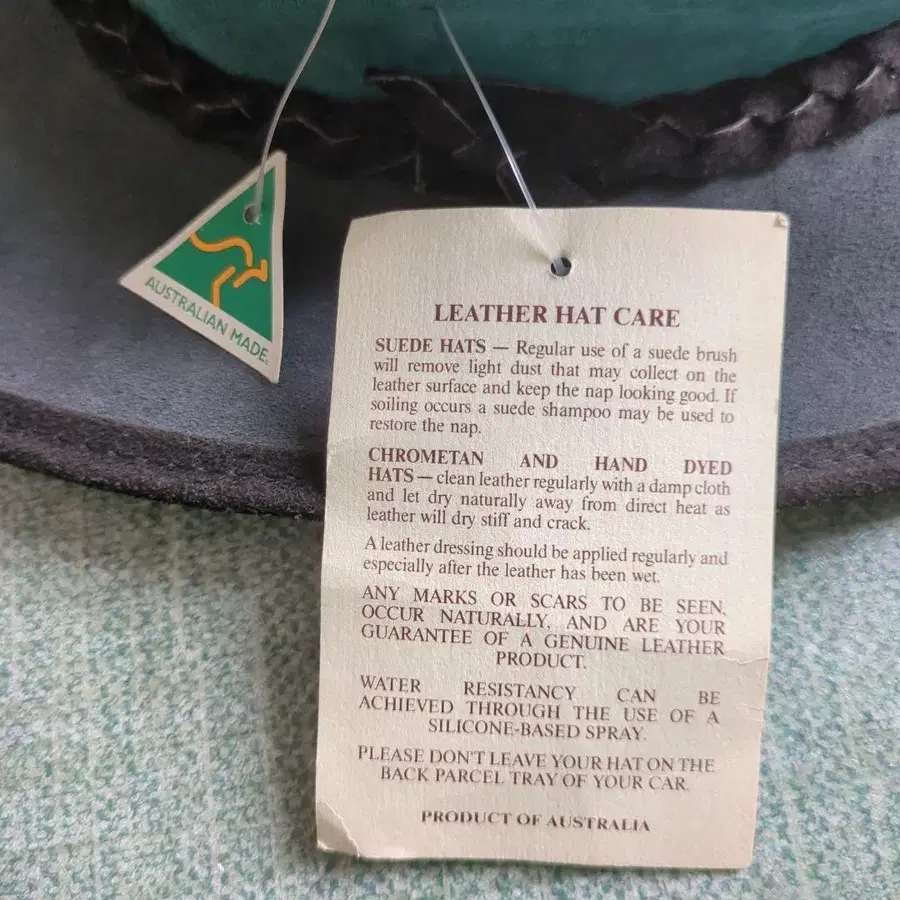 AUSTRALIAN MADE
LEATHER HAT CARE
SUEDE HATS — Regular use of a suede brush
will remove light dust that may collect on the
leather surface and keep the nap looking good. If
soiling occurs a suede shampoo may be used to
restore the nap.
CHROMETAN AND HAND DYED
HATS — clean leather regularly with a damp cloth
and let dry naturally away from direct heat as
leather will dry stiff and crack.
A leather dressing should be applied regularly and
especially after the leather has been wet.
ANY MARKS OR SCARS TO BE SEEN,
OCCUR NATURALLY, AND ARE YOUR
GUARANTEE OF A GENUINE LEATHER
PRODUCT.
WATER RESISTANCY CAN BE
ACHIEVED THROUGH THE USE OF A
SILICONE-BASED SPRAY.
PLEASE DON'T LEAVE YOUR HAT ON THE
BACK PARCEL TRAY OF YOUR CAR.
PRODUCT OF AUSTRALIA